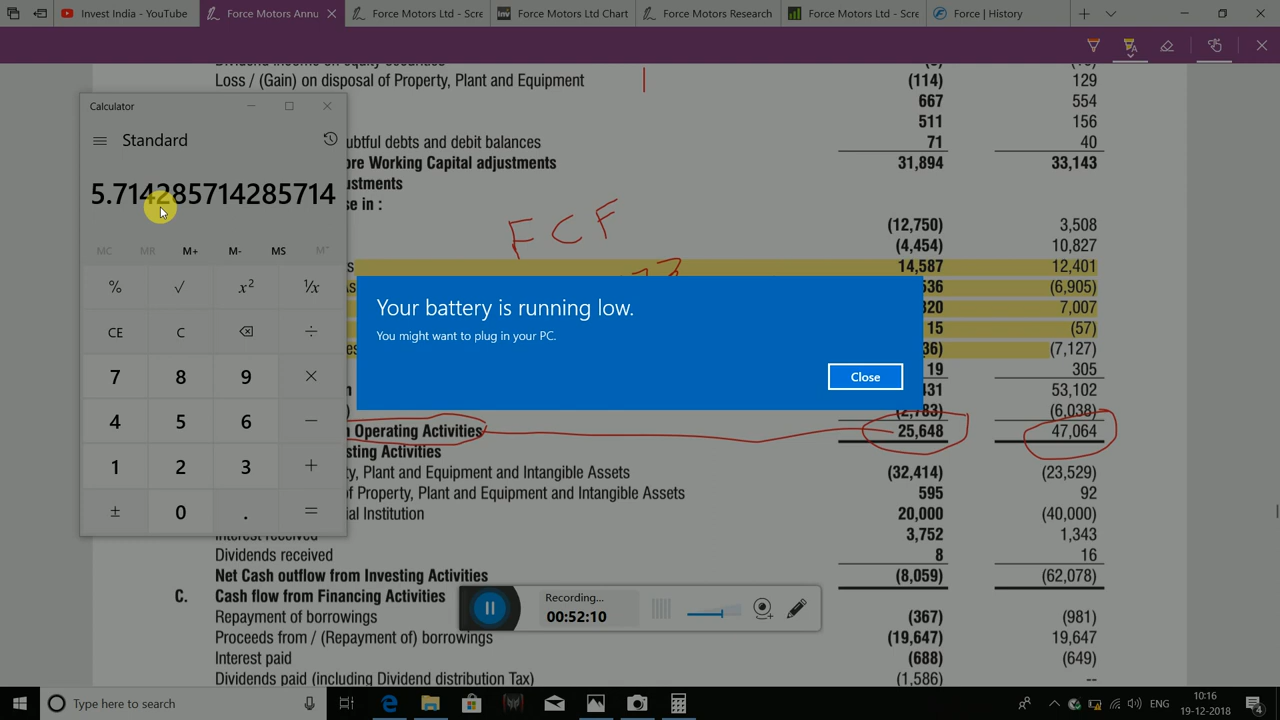 Invest India - YouTube
Force Motors Annu
Force Motors Ltd - Scre
Force Motors Ltd Chart
Force Motors Research
Force Motors Ltd - Scre
Force | History
Loss / (Gain) on disposal of Property, Plant and Equipment (114) 129
667 554
511 156
ubtful debts and debit balances 71 40
ore Working Capital adjustments 31,894 33,143
stments
se in :
FCF
(12,750) 3,508
(4,454) 10,827
14,587 12,401
(6,905)
7,007
15 (57)
(7,127)
19 305
53,102
(2,783) (6,038)
Operating Activities 25,648 47,064
sting Activities
ty, Plant and Equipment and Intangible Assets (32,414) (23,529)
of Property, Plant and Equipment and Intangible Assets 595 92
ial Institution 20,000 (40,000)
Interest received 3,752 1,343
Dividends received 8 16
Net Cash outflow from Investing Activities (8,059) (62,078)
C. Cash flow from Financing Activities
Repayment of borrowings (367) (981)
Proceeds from / (Repayment of) borrowings (19,647) 19,647
Interest paid (688) (649)
Dividends paid (including Dividend distribution Tax) (1,586) --
Calculator
Standard
5.714285714285714
MC MR M+ M- MS M˅
% √ x² ¹/x
CE C ⌫ ÷
7 8 9 ×
4 5 6 −
1 2 3 +
± 0 . =
Your battery is running low.
You might want to plug in your PC.
Close
Recording...
00:52:10
Type here to search
ENG
10:16
19-12-2018
4